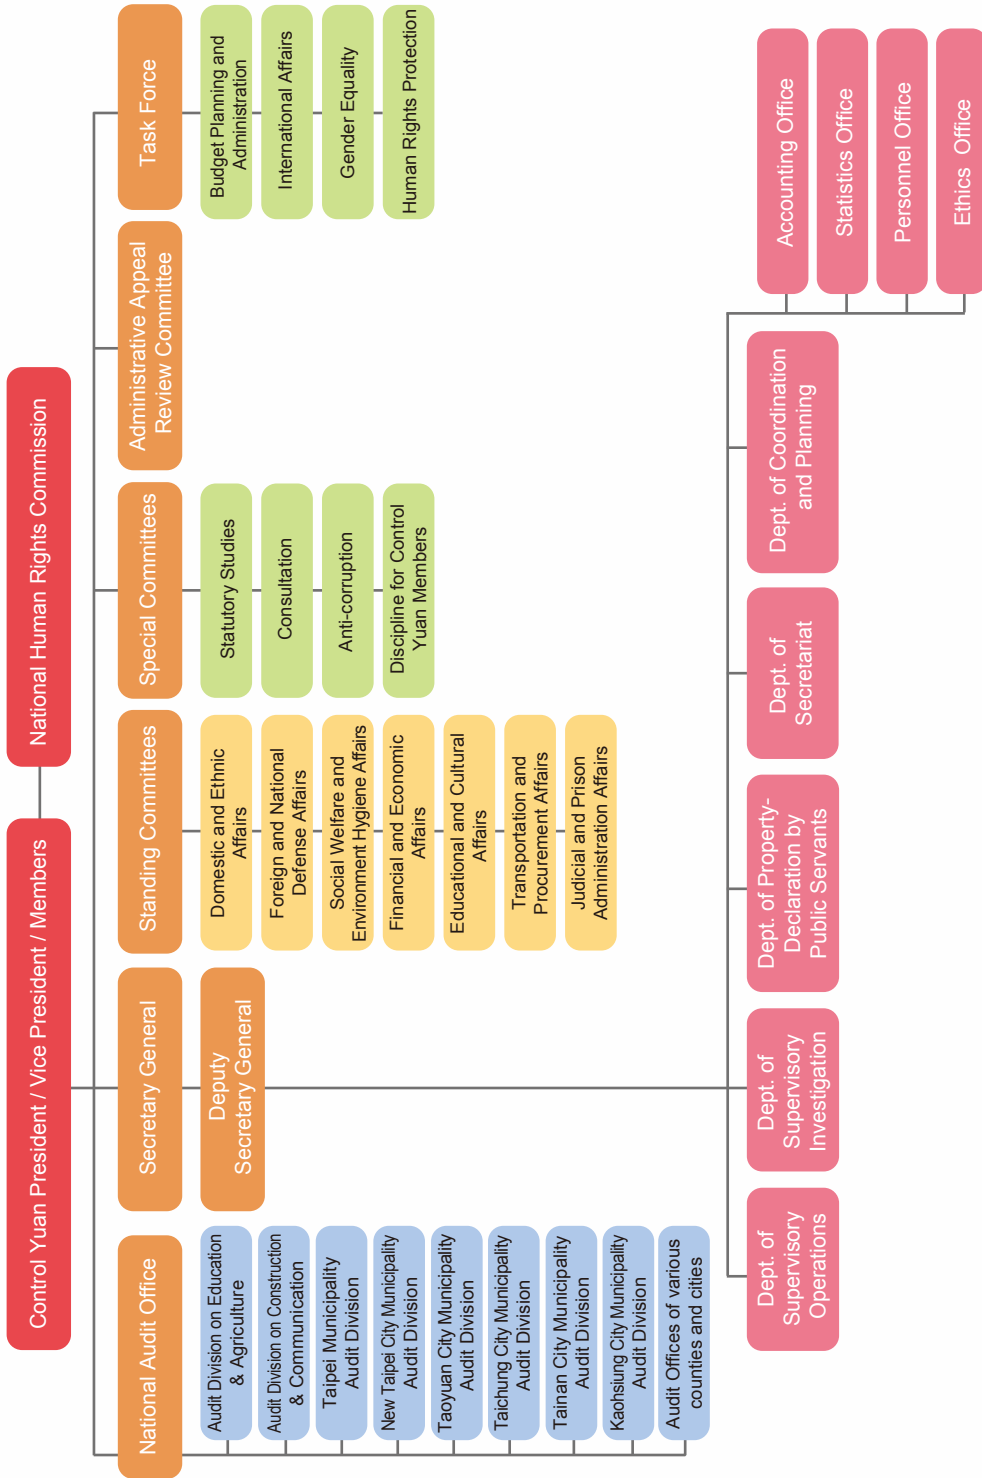 Control Yuan President / Vice President / Members
National Human Rights Commission
National Audit Office
Secretary General
Standing Committees
Special Committees
Administrative Appeal
Review Committee
Task Force
Audit Division on Education
& Agriculture
Audit Division on Construction
& Communication
Taipei Municipality
Audit Division
New Taipei City Municipality
Audit Division
Taoyuan City Municipality
Audit Division
Taichung City Municipality
Audit Division
Tainan City Municipality
Audit Division
Kaohsiung City Municipality
Audit Division
Audit Offices of various
counties and cities
Deputy
Secretary General
Domestic and Ethnic
Affairs
Foreign and National
Defense Affairs
Social Welfare and
Environment Hygiene Affairs
Financial and Economic
Affairs
Educational and Cultural
Affairs
Transportation and
Procurement Affairs
Judicial and Prison
Administration Affairs
Statutory Studies
Consultation
Anti-corruption
Discipline for Control
Yuan Members
Budget Planning and
Administration
International Affairs
Gender Equality
Human Rights Protection
Dept. of
Supervisory
Operations
Dept. of
Supervisory
Investigation
Dept. of Property-
Declaration by
Public Servants
Dept. of
Secretariat
Dept. of Coordination
and Planning
Accounting Office
Statistics Office
Personnel Office
Ethics Office